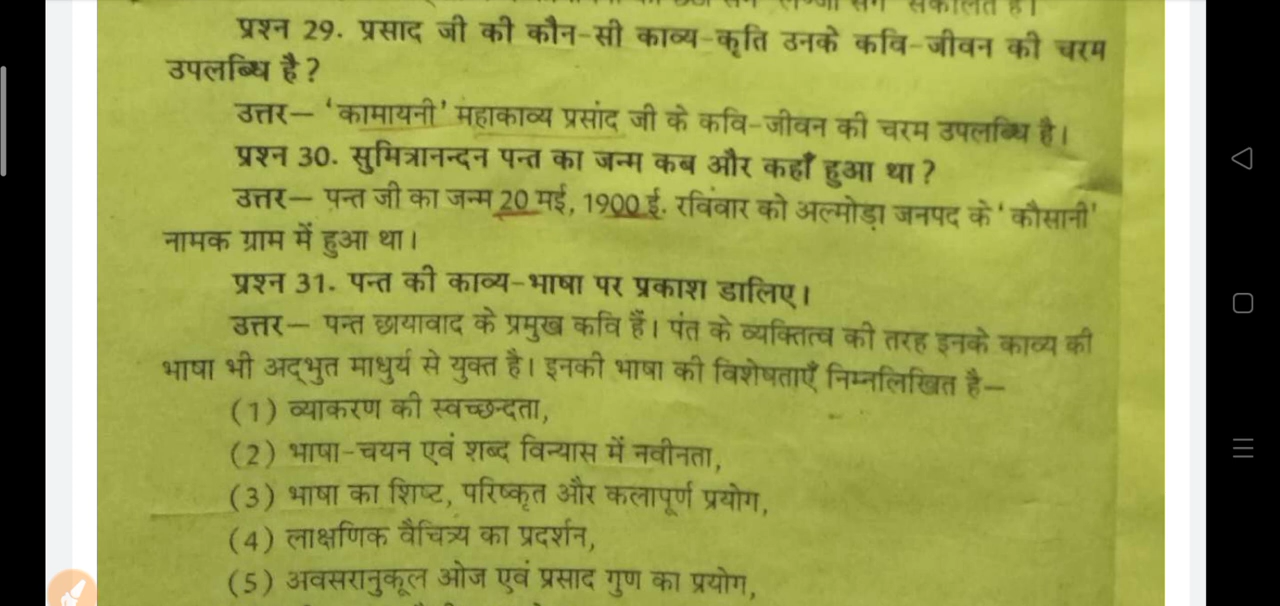 संकलित है।
प्रश्न 29. प्रसाद जी की कौन-सी काव्य-कृति उनके कवि-जीवन की चरम
उपलब्धि है?
उत्तर— 'कामायनी' महाकाव्य प्रसाद जी के कवि-जीवन की चरम उपलब्धि है।
प्रश्न 30. सुमित्रानन्दन पन्त का जन्म कब और कहाँ हुआ था?
उत्तर— पन्त जी का जन्म 20 मई, 1900 ई. रविवार को अल्मोड़ा जनपद के 'कौसानी'
नामक ग्राम में हुआ था।
प्रश्न 31. पन्त की काव्य-भाषा पर प्रकाश डालिए।
उत्तर— पन्त छायावाद के प्रमुख कवि हैं। पंत के व्यक्तित्व की तरह इनके काव्य की
भाषा भी अद्भुत माधुर्य से युक्त है। इनकी भाषा की विशेषताएँ निम्नलिखित है—
(1) व्याकरण की स्वच्छन्दता,
(2) भाषा-चयन एवं शब्द विन्यास में नवीनता,
(3) भाषा का शिष्ट, परिष्कृत और कलापूर्ण प्रयोग,
(4) लाक्षणिक वैचित्र्य का प्रदर्शन,
(5) अवसरानुकूल ओज एवं प्रसाद गुण का प्रयोग,